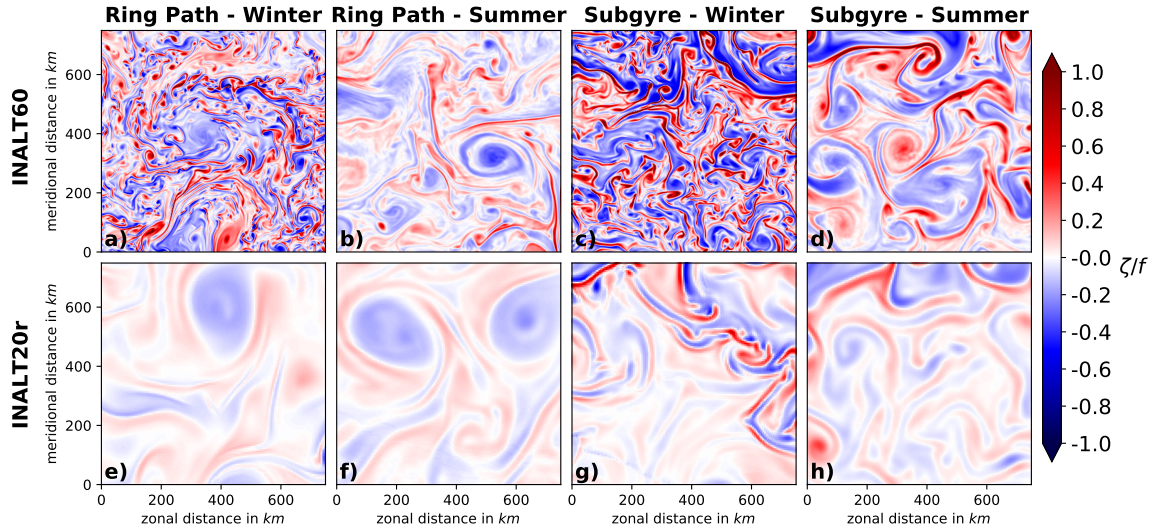 Ring Path - Winter Ring Path - Summer Subgyre - Winter Subgyre - Summer
INALT60
meridional distance in km
600
400
200
0
a) b) c) d)
INALT20r
meridional distance in km
600
400
200
0
e) f) g) h)
0 200 400 600 0 200 400 600 0 200 400 600 0 200 400 600
zonal distance in km zonal distance in km zonal distance in km zonal distance in km
1.0
0.8
0.6
0.4
0.2
-0.0
-0.2
-0.4
-0.6
-0.8
-1.0
ζ/f